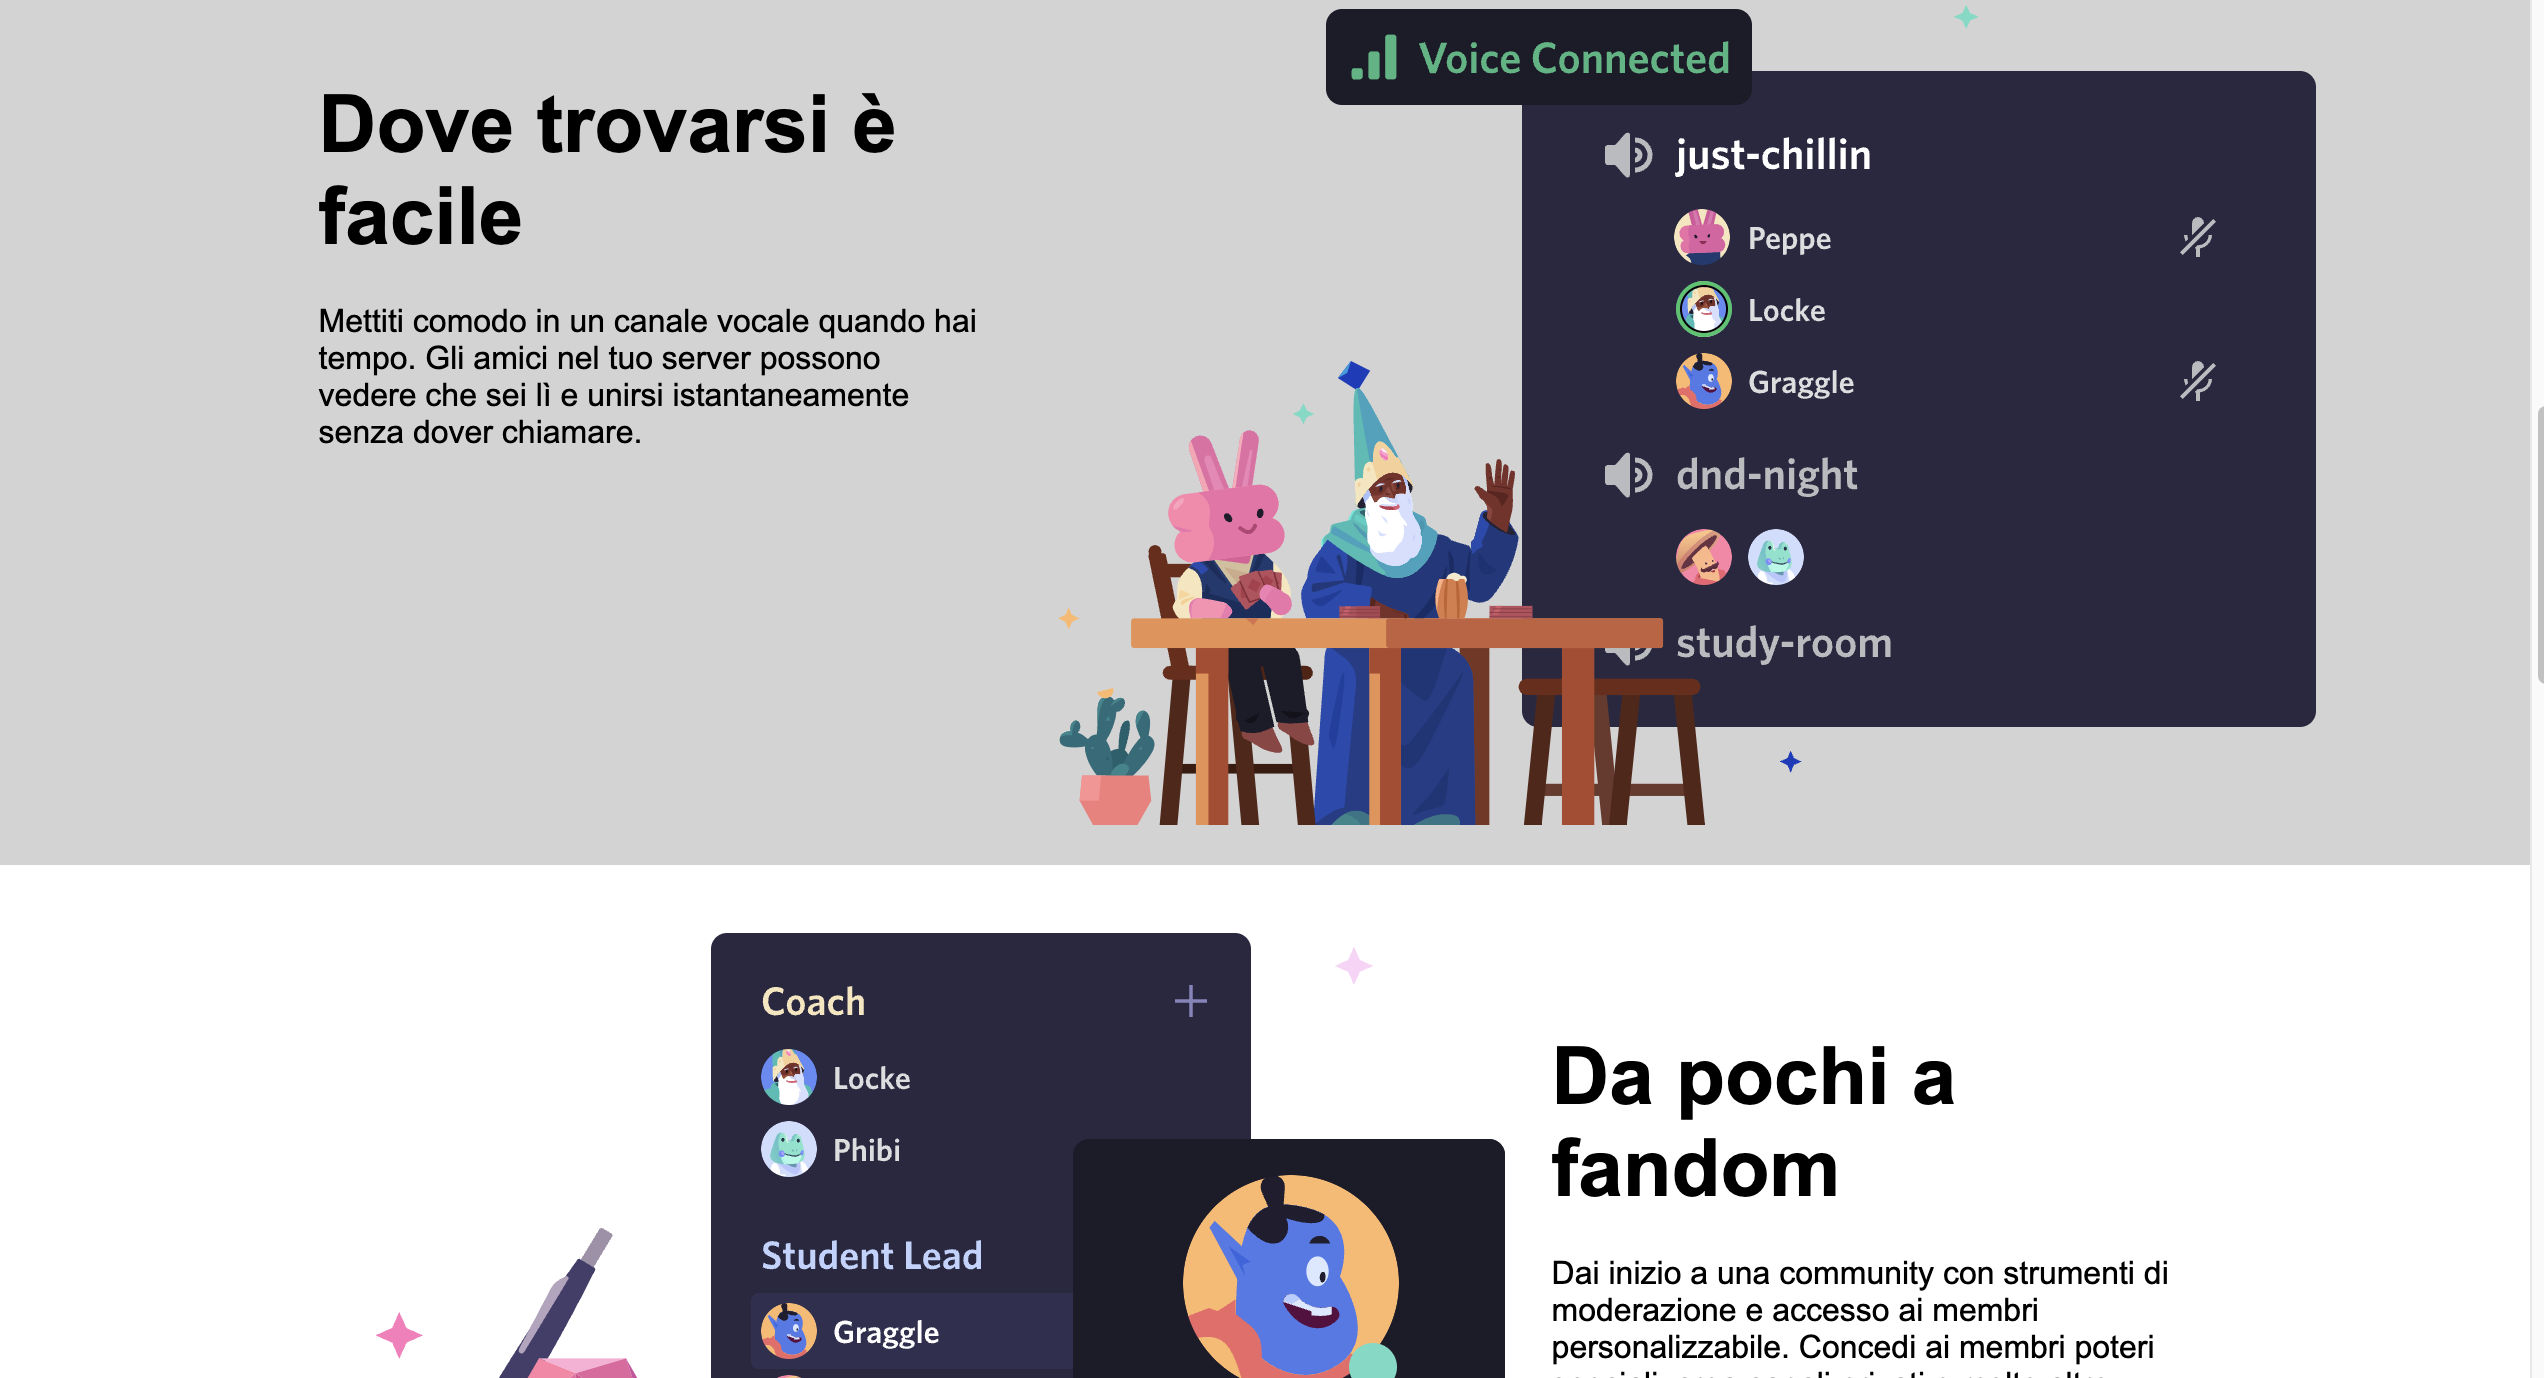 Voice Connected
Dove trovarsi è
facile
Mettiti comodo in un canale vocale quando hai
tempo. Gli amici nel tuo server possono
vedere che sei lì e unirsi istantaneamente
senza dover chiamare.
just-chillin
Peppe
Locke
Graggle
dnd-night
study-room
Coach
Locke
Phibi
Student Lead
Graggle
Da pochi a
fandom
Dai inizio a una community con strumenti di
moderazione e accesso ai membri
personalizzabile. Concedi ai membri poteri